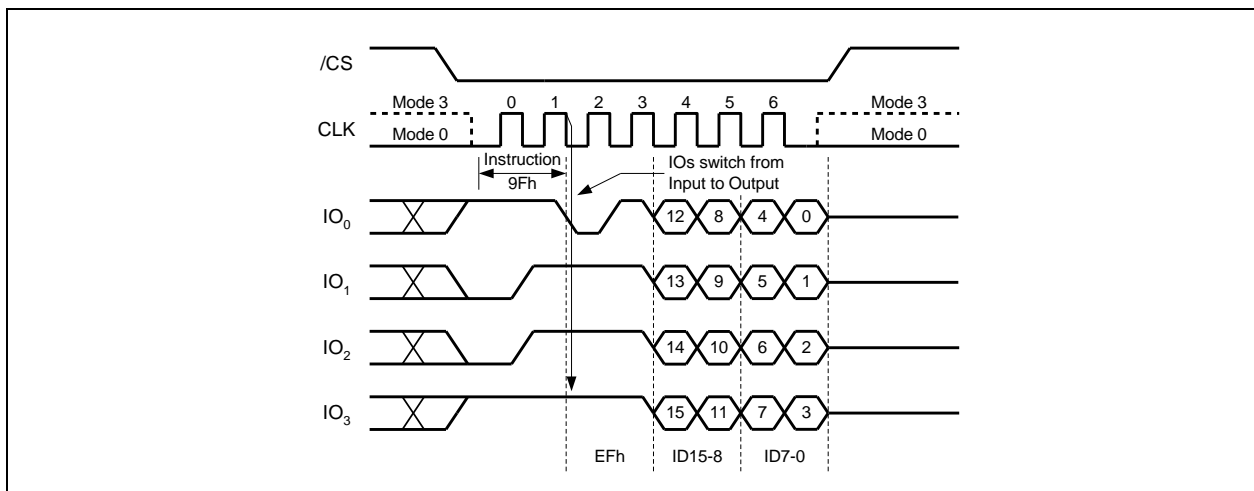 /CS
Mode 3 0 1 2 3 4 5 6 Mode 3
CLK
Mode 0 Mode 0
Instruction
9Fh
IOs switch from
Input to Output
IO0 12 8 4 0
IO1 13 9 5 1
IO2 14 10 6 2
IO3 15 11 7 3
EFh ID15-8 ID7-0